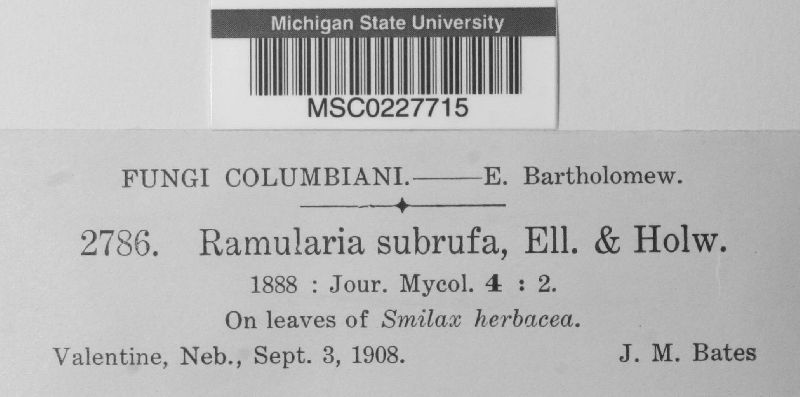 Michigan State University
MSC0227715
FUNGI COLUMBIANI.——E. Bartholomew.
2786. Ramularia subrufa, Ell. & Holw.
1888 : Jour. Mycol. 4 : 2.
On leaves of Smilax herbacea.
Valentine, Neb., Sept. 3, 1908. J. M. Bates